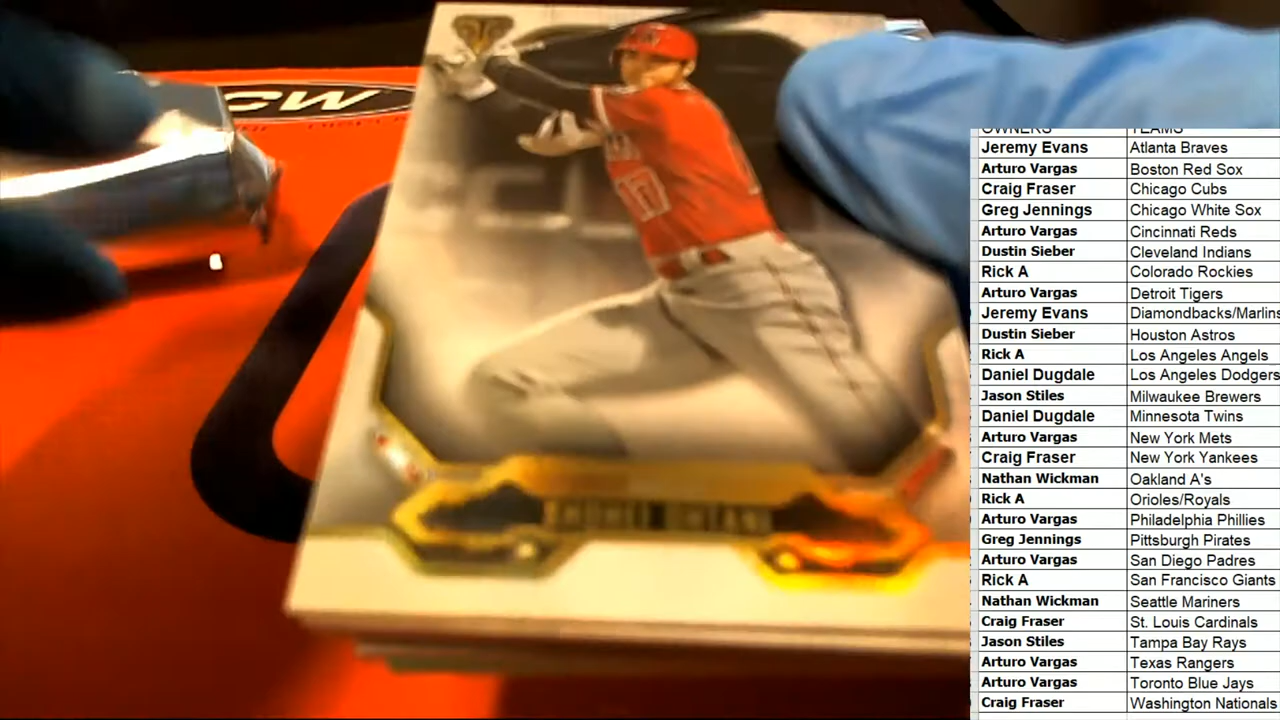 CW
17
OWNERS TEAMS
Jeremy Evans Atlanta Braves
Arturo Vargas Boston Red Sox
Craig Fraser Chicago Cubs
Greg Jennings Chicago White Sox
Arturo Vargas Cincinnati Reds
Dustin Sieber Cleveland Indians
Rick A Colorado Rockies
Arturo Vargas Detroit Tigers
Jeremy Evans Diamondbacks/Marlins
Dustin Sieber Houston Astros
Rick A Los Angeles Angels
Daniel Dugdale Los Angeles Dodgers
Jason Stiles Milwaukee Brewers
Daniel Dugdale Minnesota Twins
Arturo Vargas New York Mets
Craig Fraser New York Yankees
Nathan Wickman Oakland A's
Rick A Orioles/Royals
Arturo Vargas Philadelphia Phillies
Greg Jennings Pittsburgh Pirates
Arturo Vargas San Diego Padres
Rick A San Francisco Giants
Nathan Wickman Seattle Mariners
Craig Fraser St. Louis Cardinals
Jason Stiles Tampa Bay Rays
Arturo Vargas Texas Rangers
Arturo Vargas Toronto Blue Jays
Craig Fraser Washington Nationals